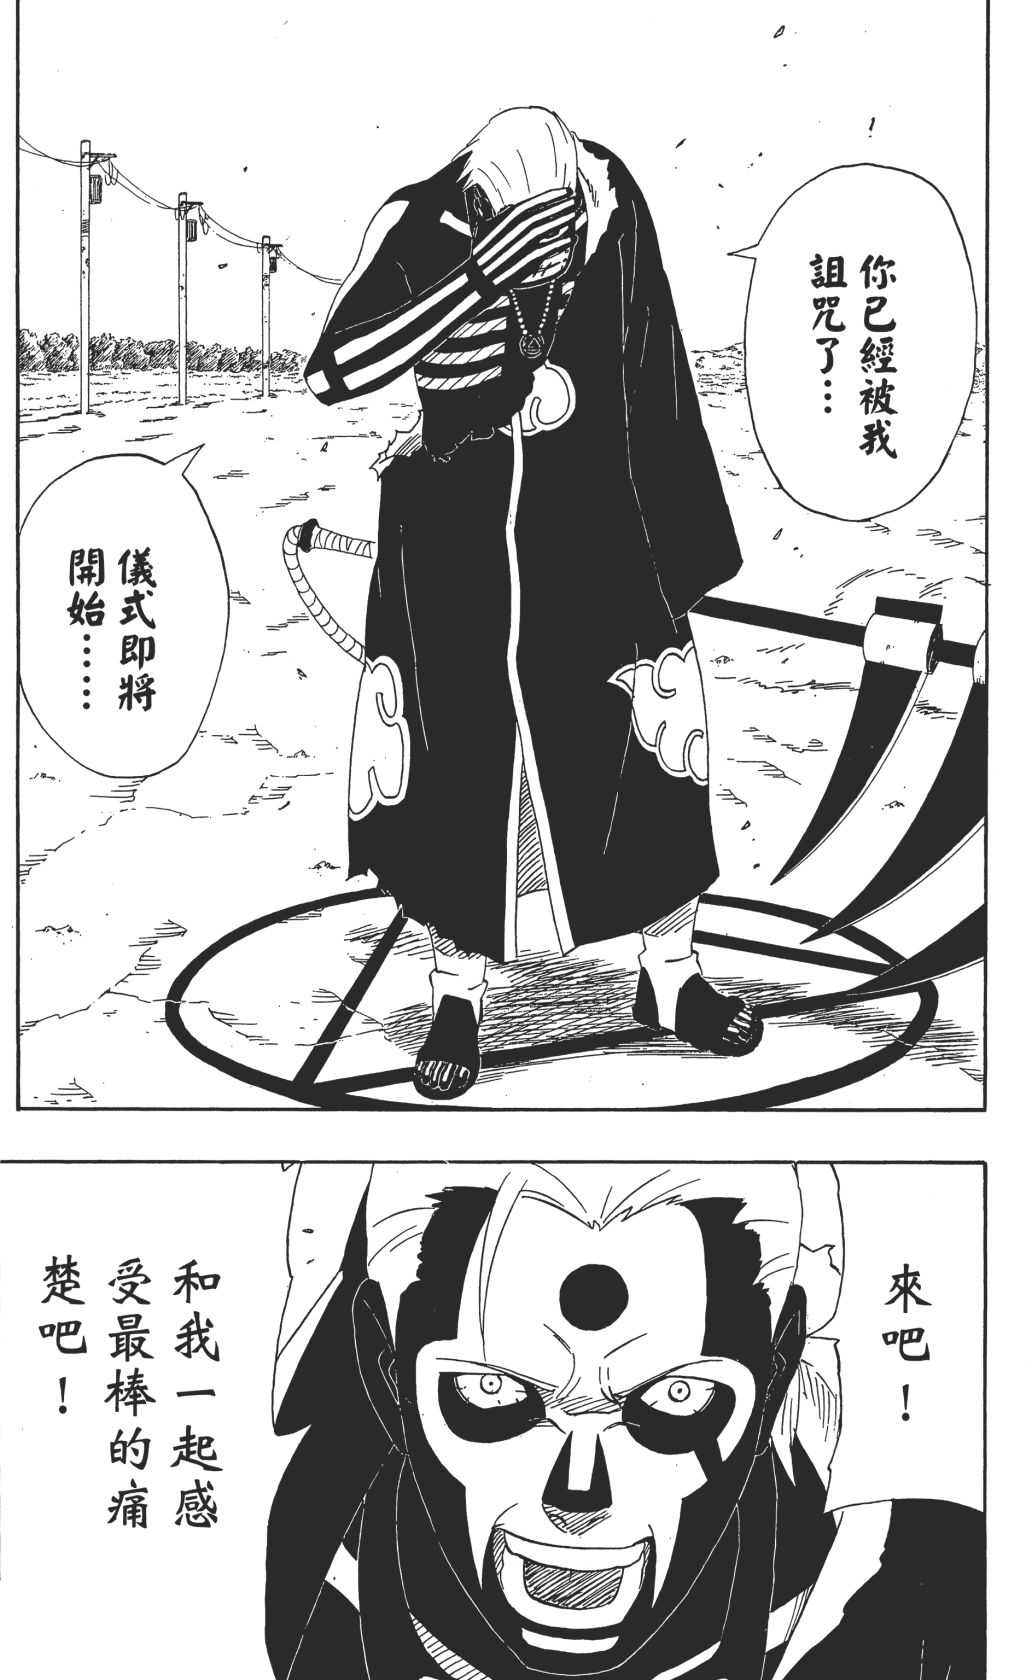 你已經被我
詛咒了…
儀式即將
開始……
來吧！
和我一起感
受最棒的痛
楚吧！